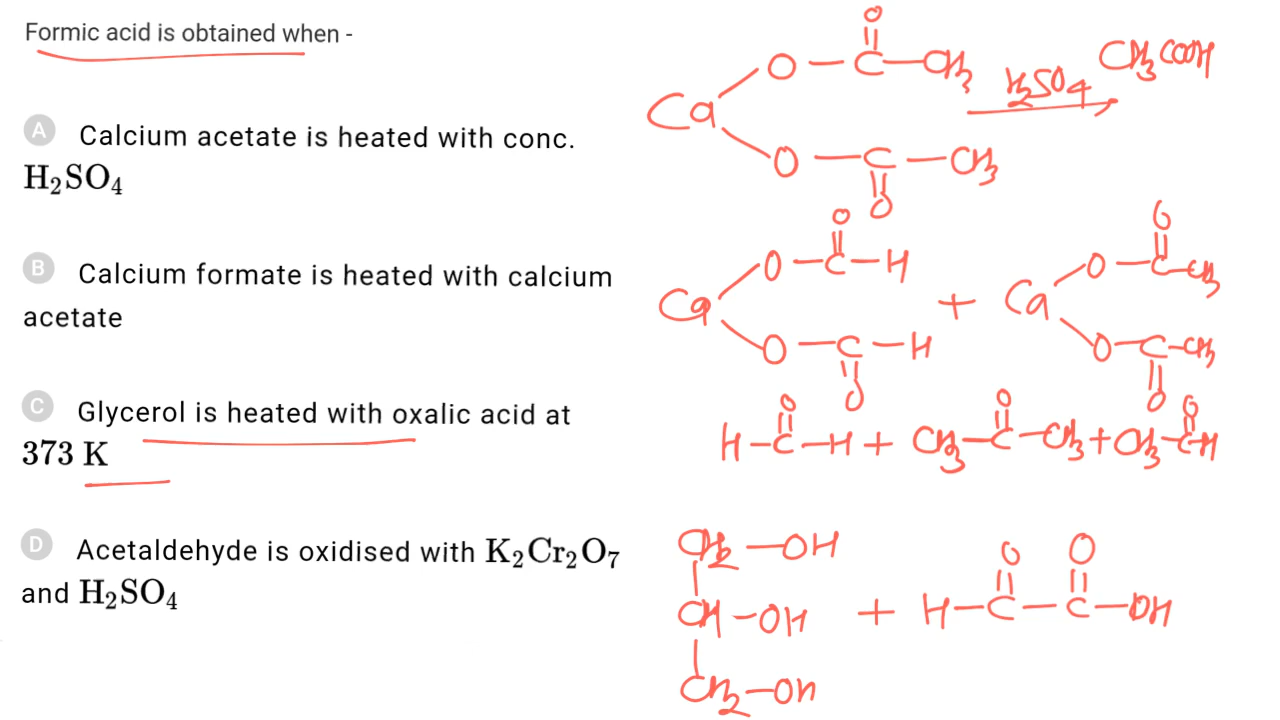 Formic acid is obtained when -
A Calcium acetate is heated with conc.
H₂SO₄
B Calcium formate is heated with calcium
acetate
C Glycerol is heated with oxalic acid at
373 K
D Acetaldehyde is oxidised with K₂Cr₂O₇
and H₂SO₄
O
Ca O — C — CH₃ H₂SO₄ CH₃COOH
O — C — CH₃
O
O O
Ca O — C — H + Ca O — C — CH₃
O — C — H O — C — CH₃
O O
O O O
H — C — H + CH₃ — C — CH₃ + CH₃ — C H
CH₂ — OH O O
CH — OH + H — C — C — OH
CH₂ — OH